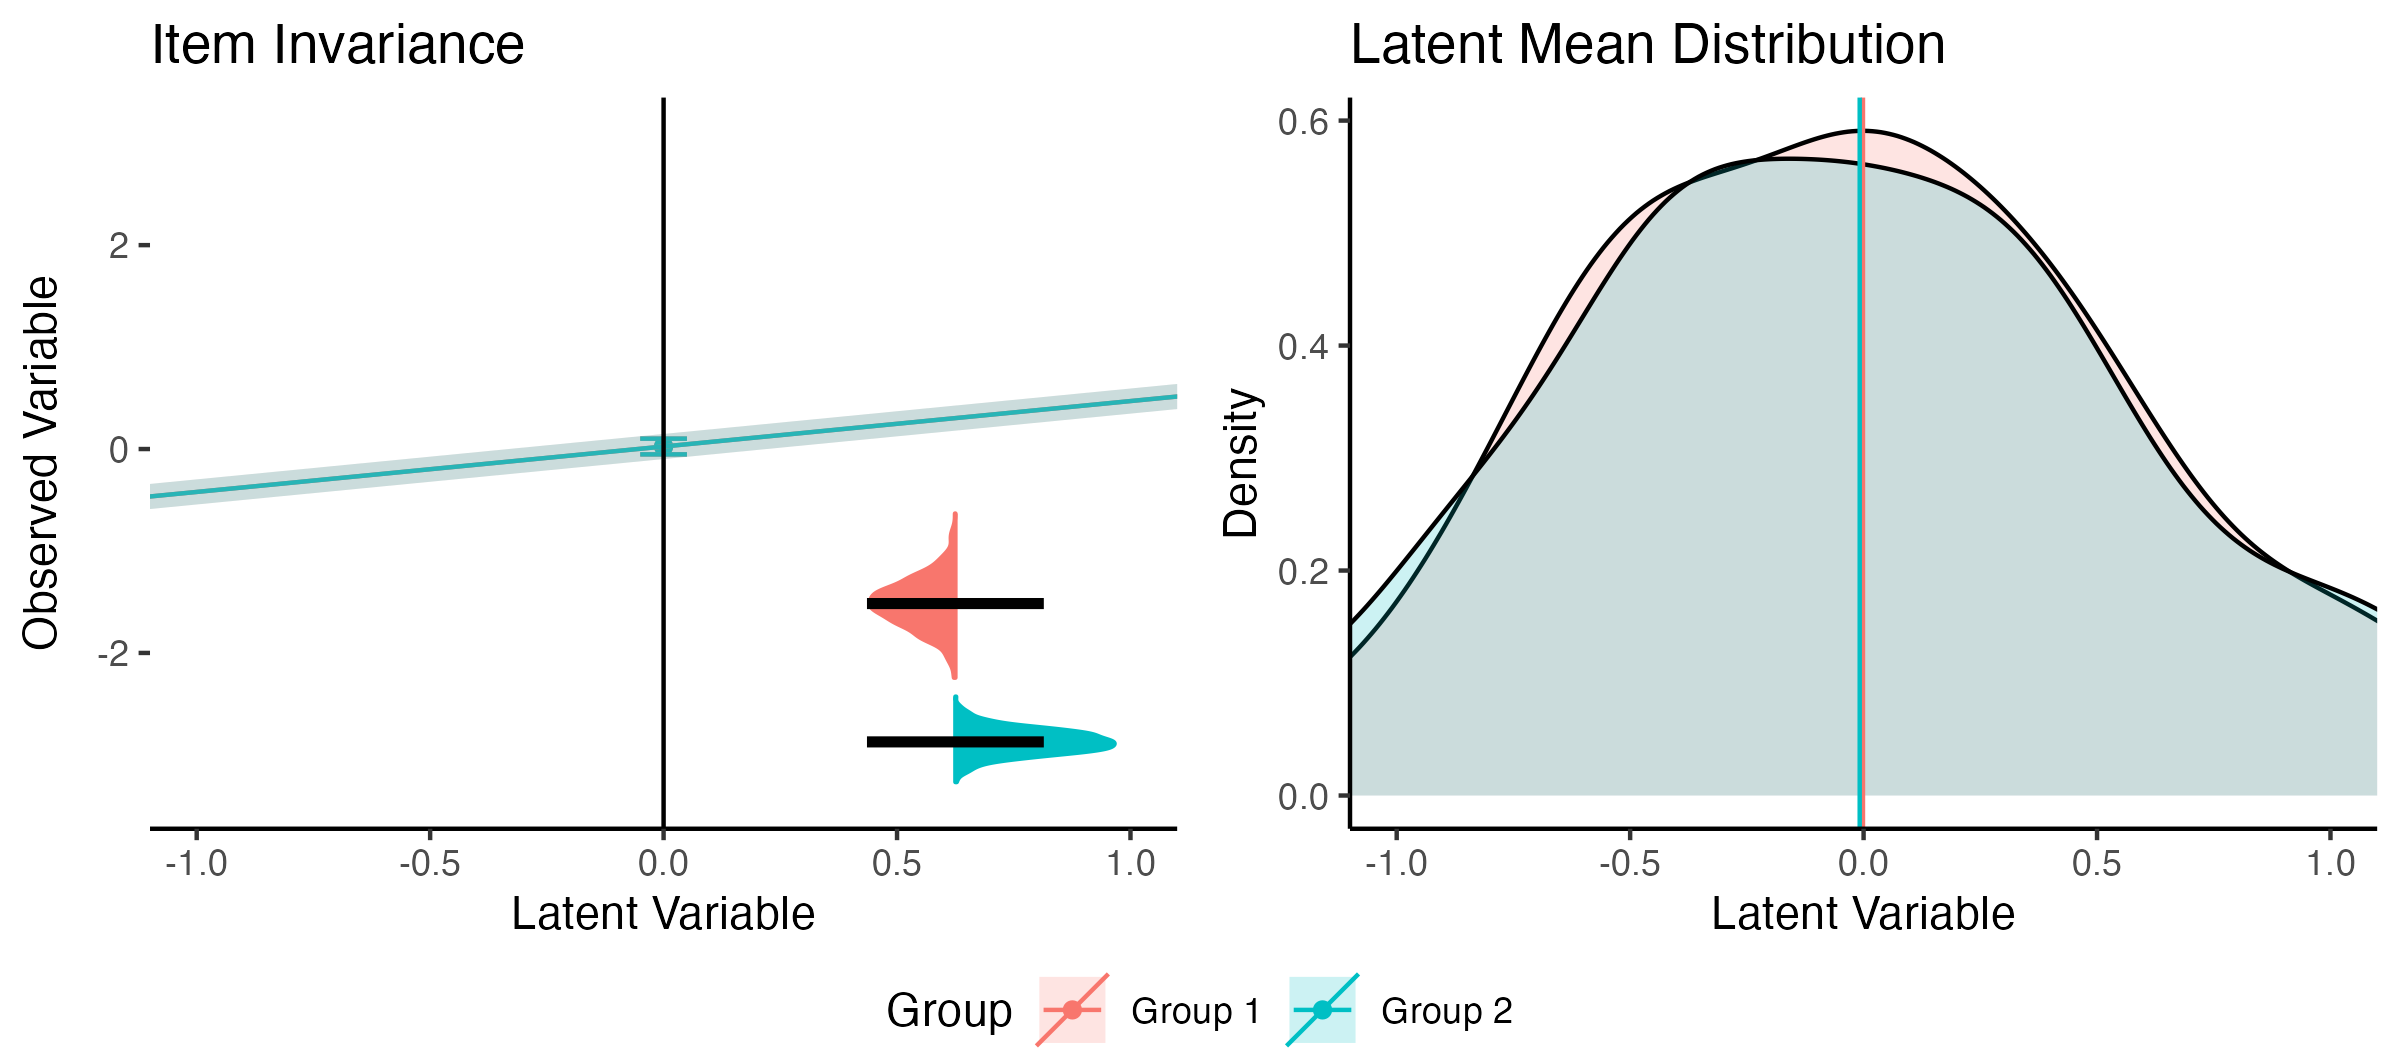 Item Invariance
Observed Variable
2
0
-2
-1.0
-0.5
0.0
0.5
1.0
Latent Variable
Latent Mean Distribution
Density
0.6
0.4
0.2
0.0
-1.0
-0.5
0.0
0.5
1.0
Latent Variable
Group
Group 1
Group 2